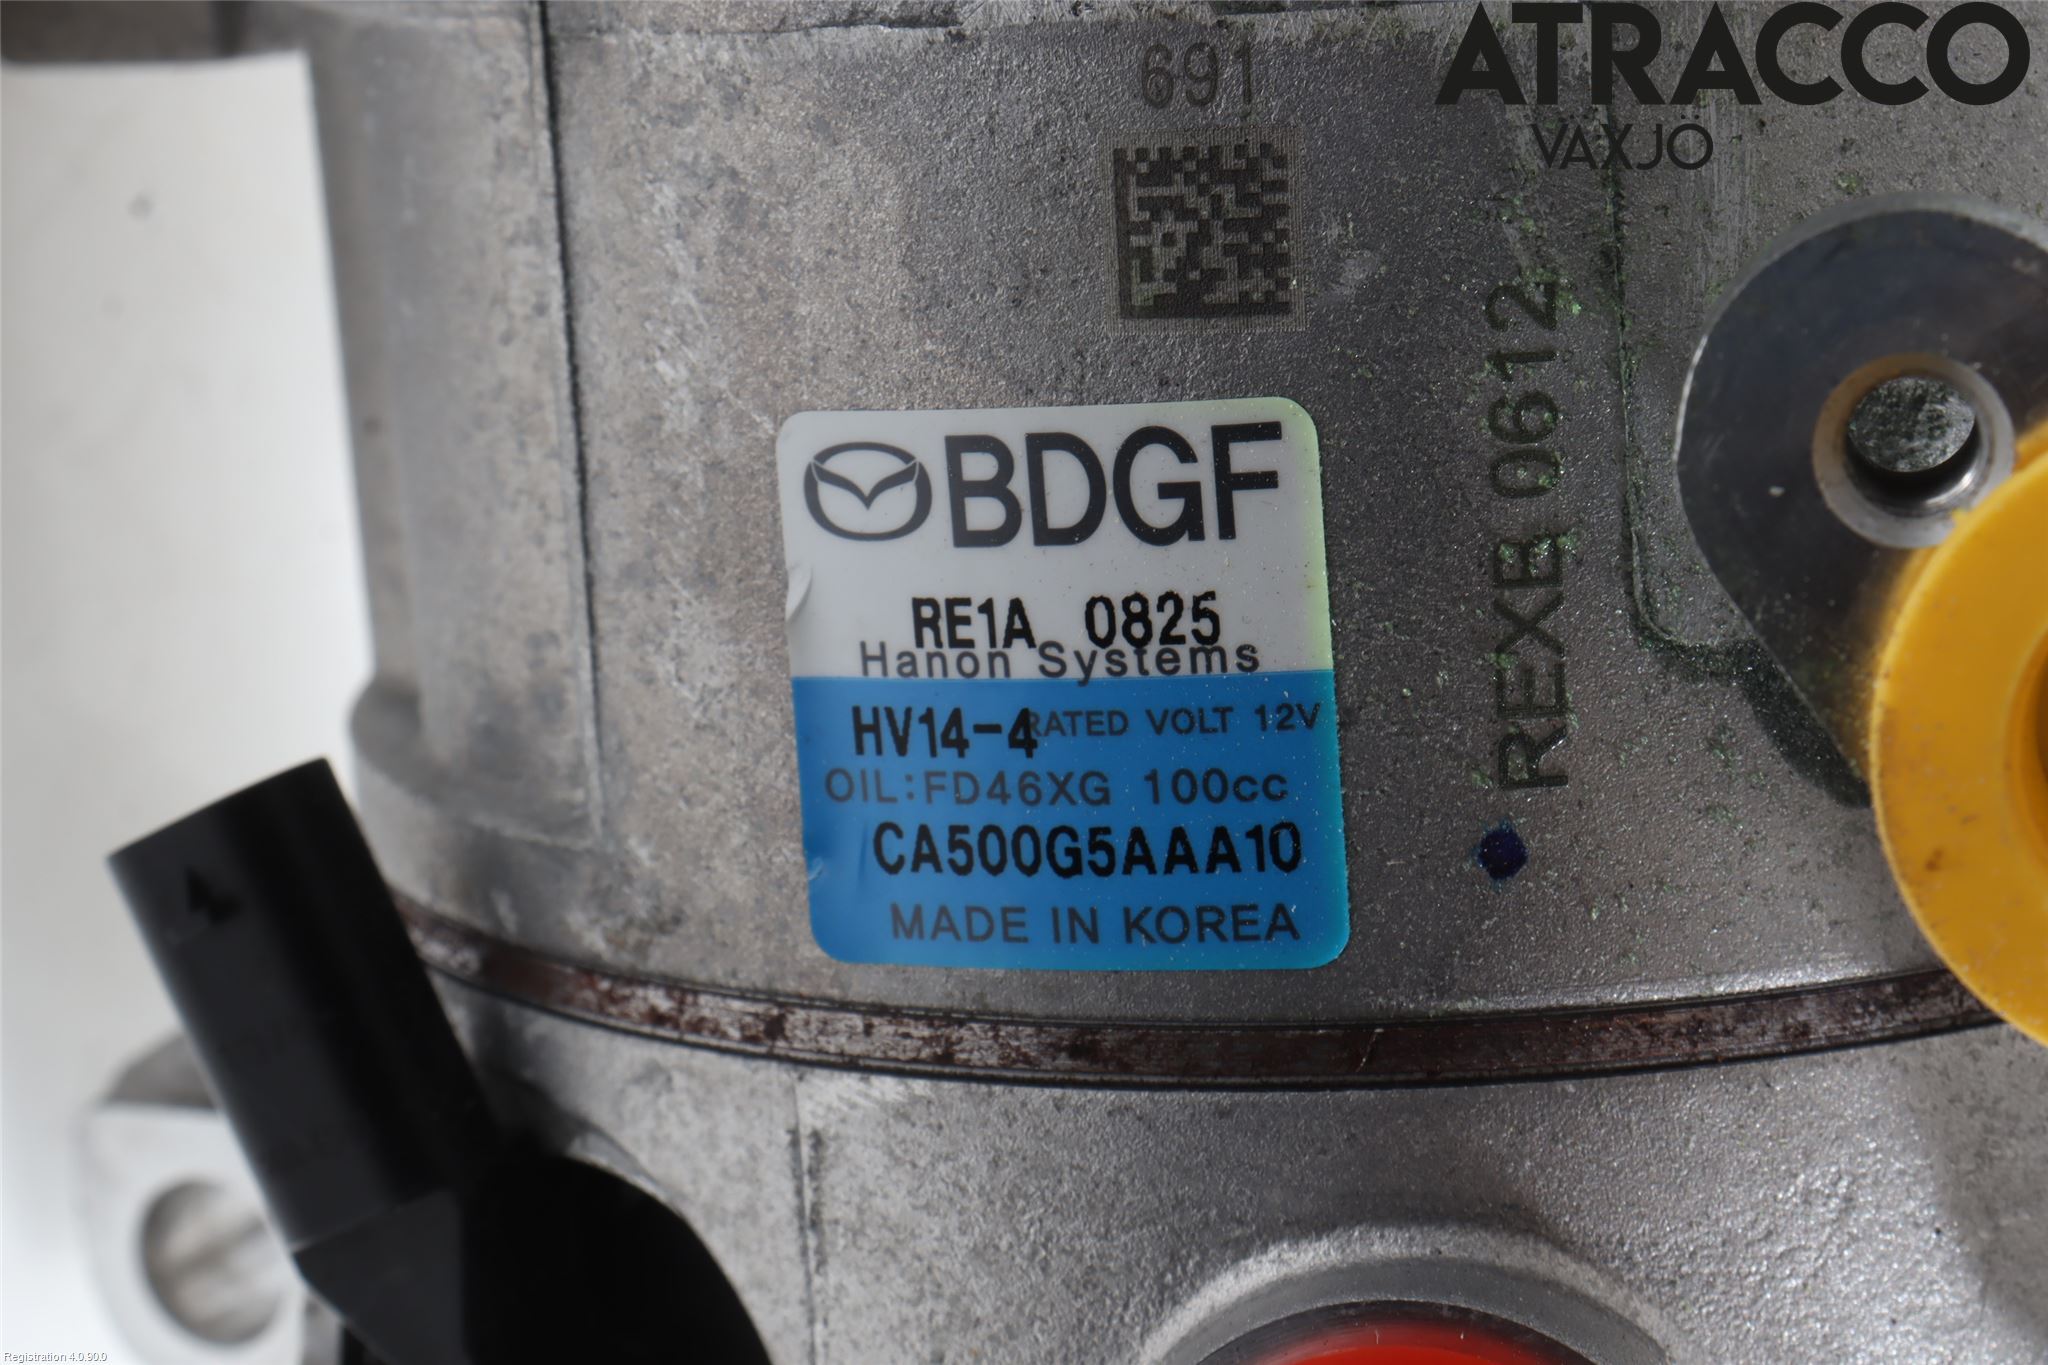 ATRACCO
VÄXJÖ
691
REXB 0612
BDGF
RE1A 0825
Hanon Systems
HV14-4 RATED VOLT 12V
OIL:FD46XG 100cc
CA500G5AAA10
MADE IN KOREA
Registration 4.0.90.0